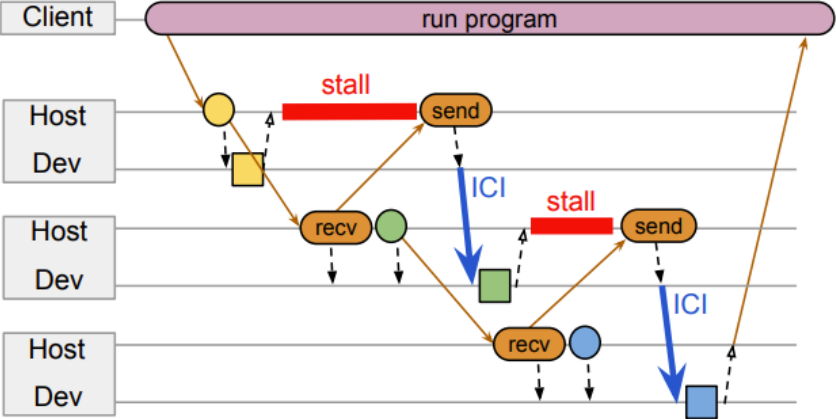 Client
run program
stall
Host
send
Dev
ICI
stall
Host
recv
send
Dev
ICI
Host
recv
Dev